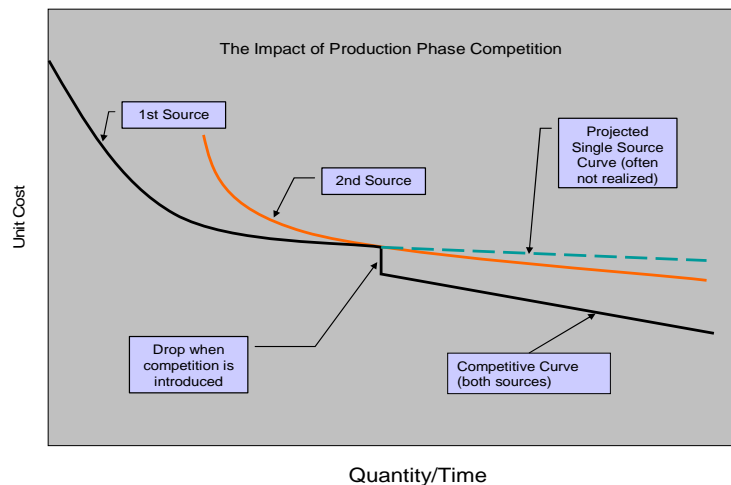 The Impact of Production Phase Competition
1st Source
Projected
Single Source
Curve (often
not realized)
2nd Source
Unit Cost
Drop when
competition is
introduced
Competitive Curve
(both sources)
Quantity/Time